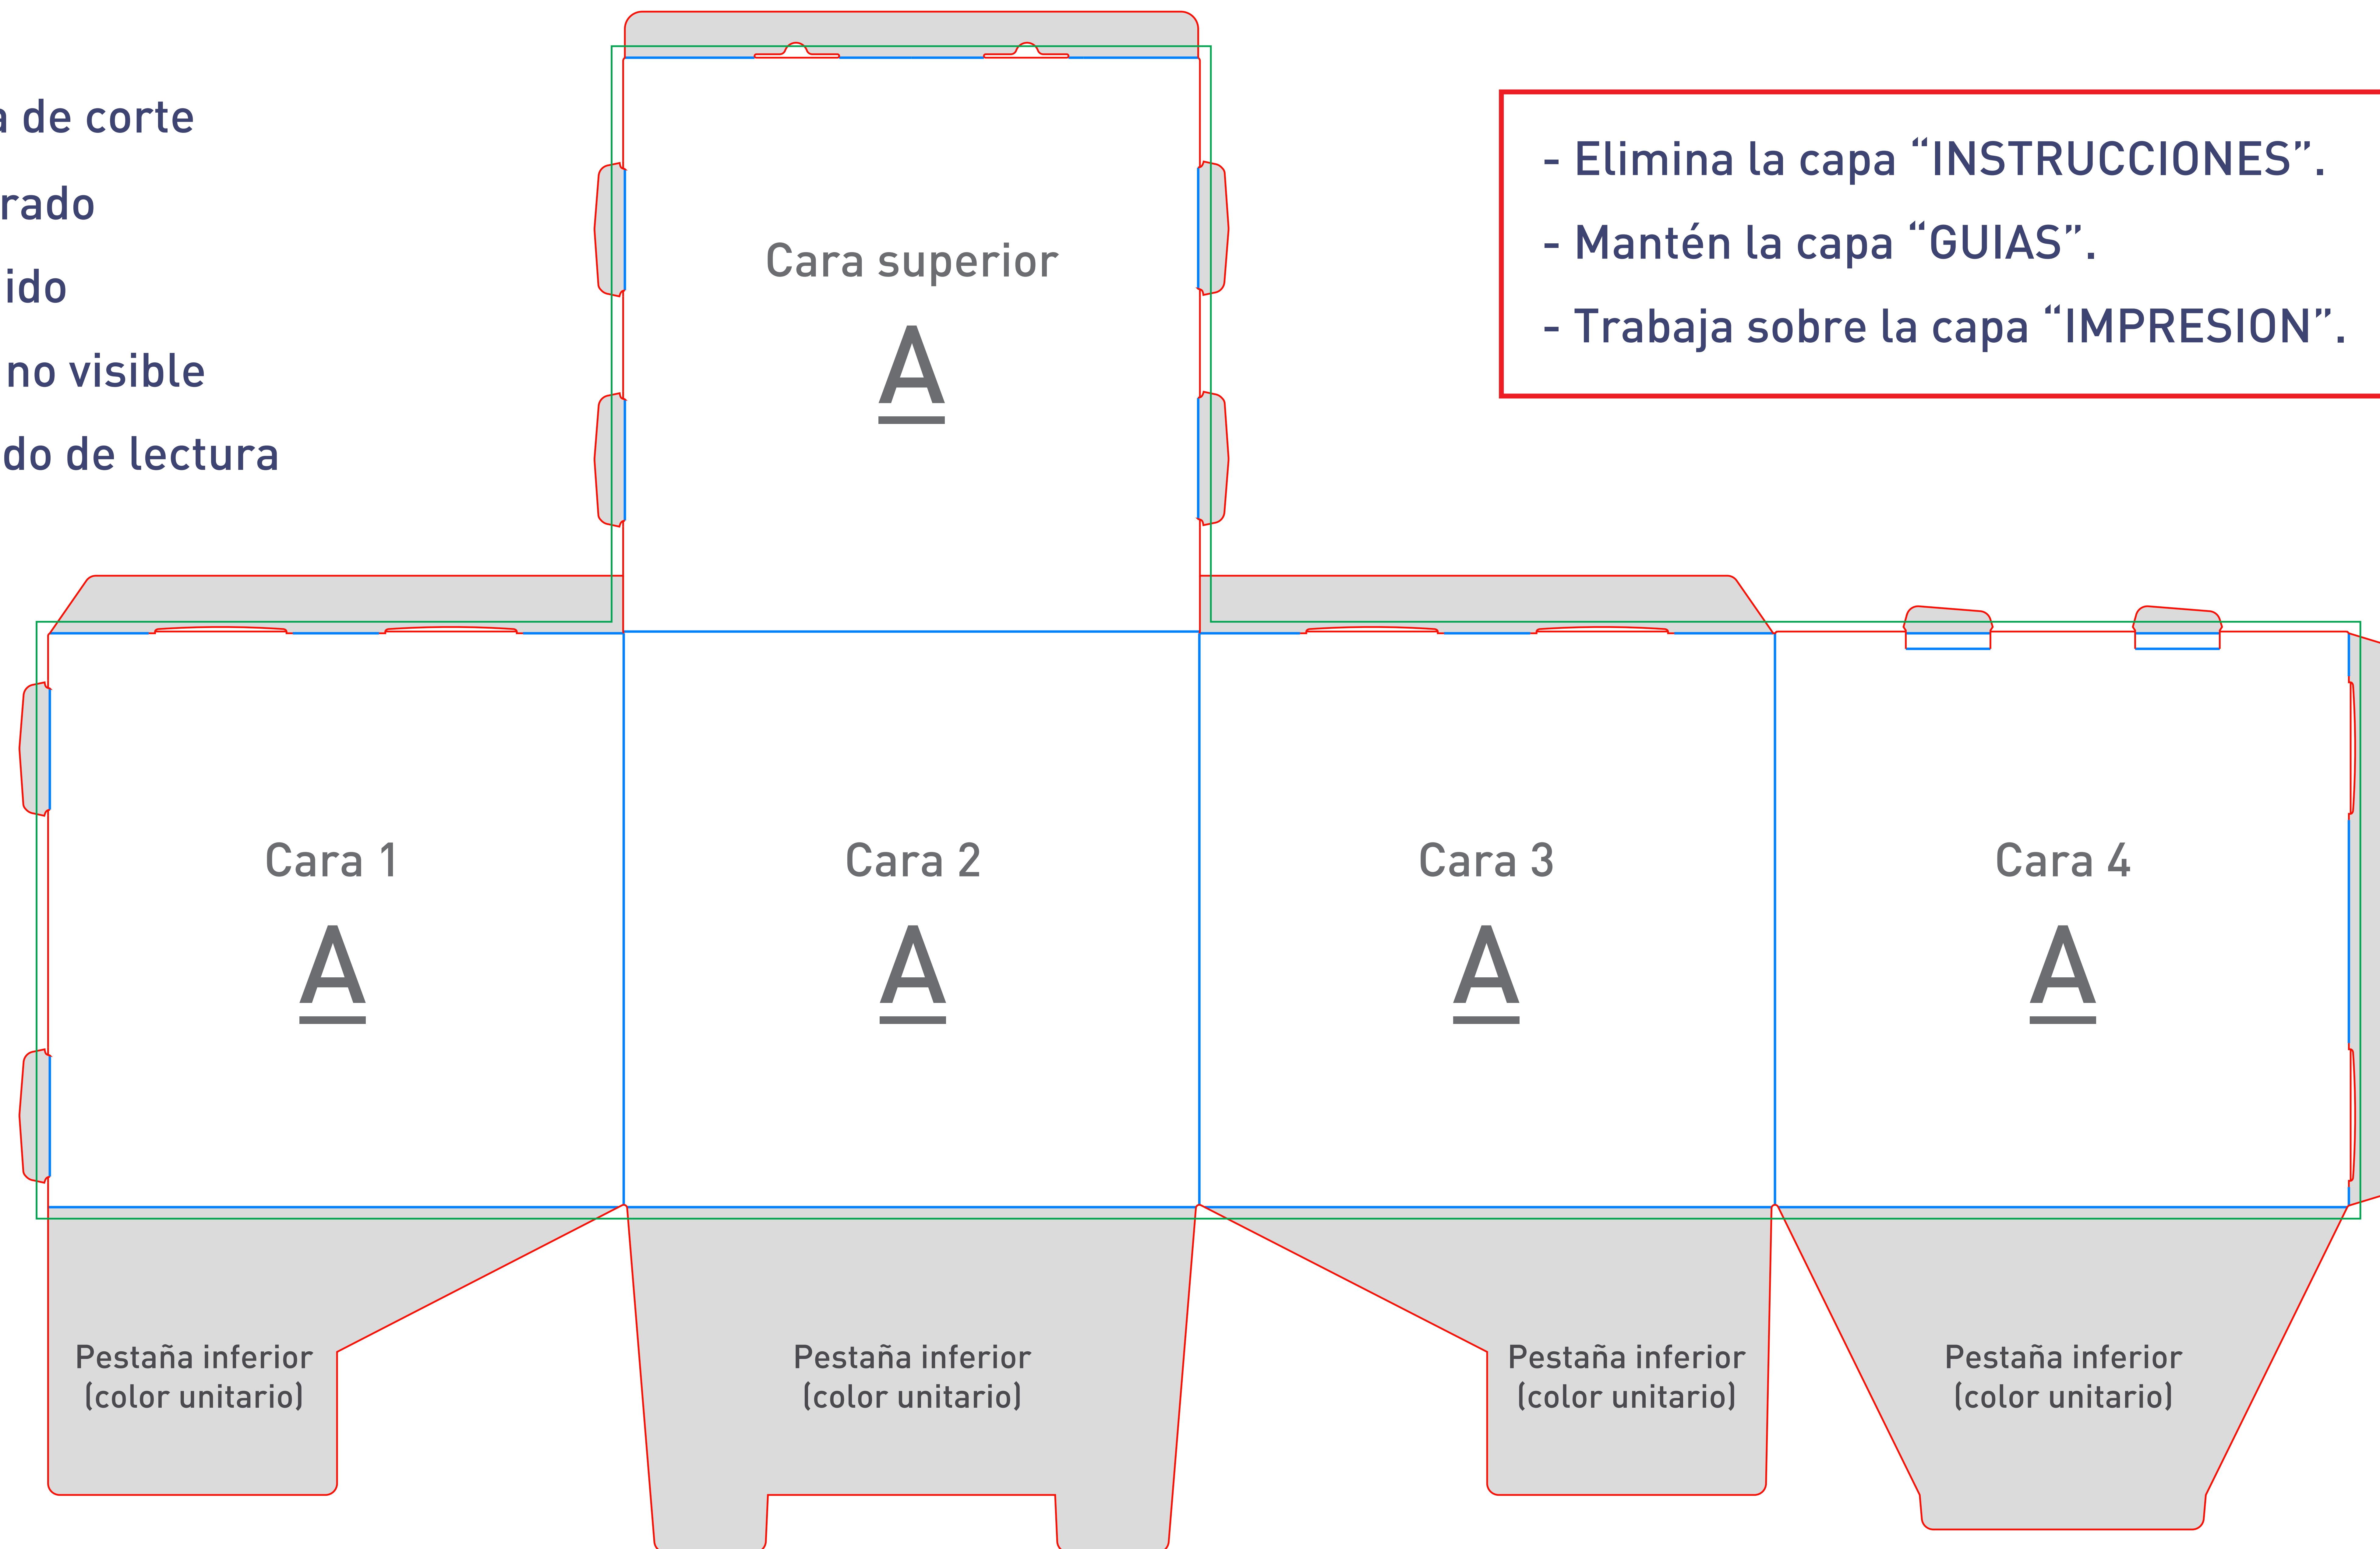 de corte
rado
ido
no visible
do de lectura
- Elimina la capa “INSTRUCCIONES”.
- Mantén la capa “GUIAS”.
- Trabaja sobre la capa “IMPRESION”.
Cara superior
A
Cara 1
A
Cara 2
A
Cara 3
A
Cara 4
A
Pestaña inferior
(color unitario)
Pestaña inferior
(color unitario)
Pestaña inferior
(color unitario)
Pestaña inferior
(color unitario)